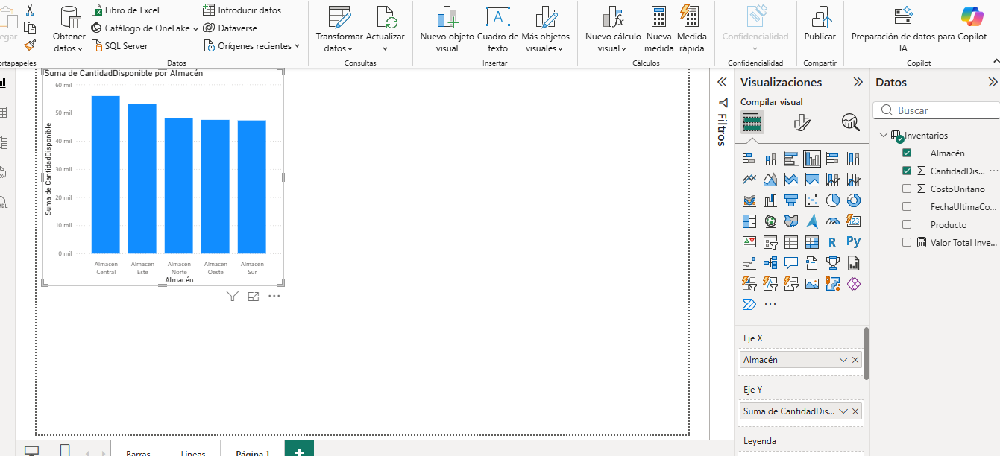 Libro de Excel
Introducir datos
egar
Obtener datos
Catálogo de OneLake
Dataverse
SQL Server
Orígenes recientes
Transformar datos
Actualizar
Nuevo objeto visual
Cuadro de texto
Más objetos visuales
Nuevo cálculo visual
Nueva medida
Medida rápida
Confidencialidad
Publicar
Preparación de datos para IA
Copilot
ortapapeles
Datos
Consultas
Insertar
Cálculos
Confidencialidad
Compartir
Copilot
Suma de CantidadDisponible por Almacén
60 mil
50 mil
40 mil
30 mil
20 mil
10 mil
0 mil
Suma de CantidadDisponible
Almacén Central
Almacén Este
Almacén Norte
Almacén Oeste
Almacén Sur
Almacén
Filtros
Visualizaciones
Compilar visual
123
R
Py
Eje X
Almacén
Eje Y
Suma de CantidadDis...
Leyenda
Datos
Buscar
Inventarios
Almacén
CantidadDis...
CostoUnitario
FechaUltimaCo...
Producto
Valor Total Inve...
Barras
Lineas
Página 1